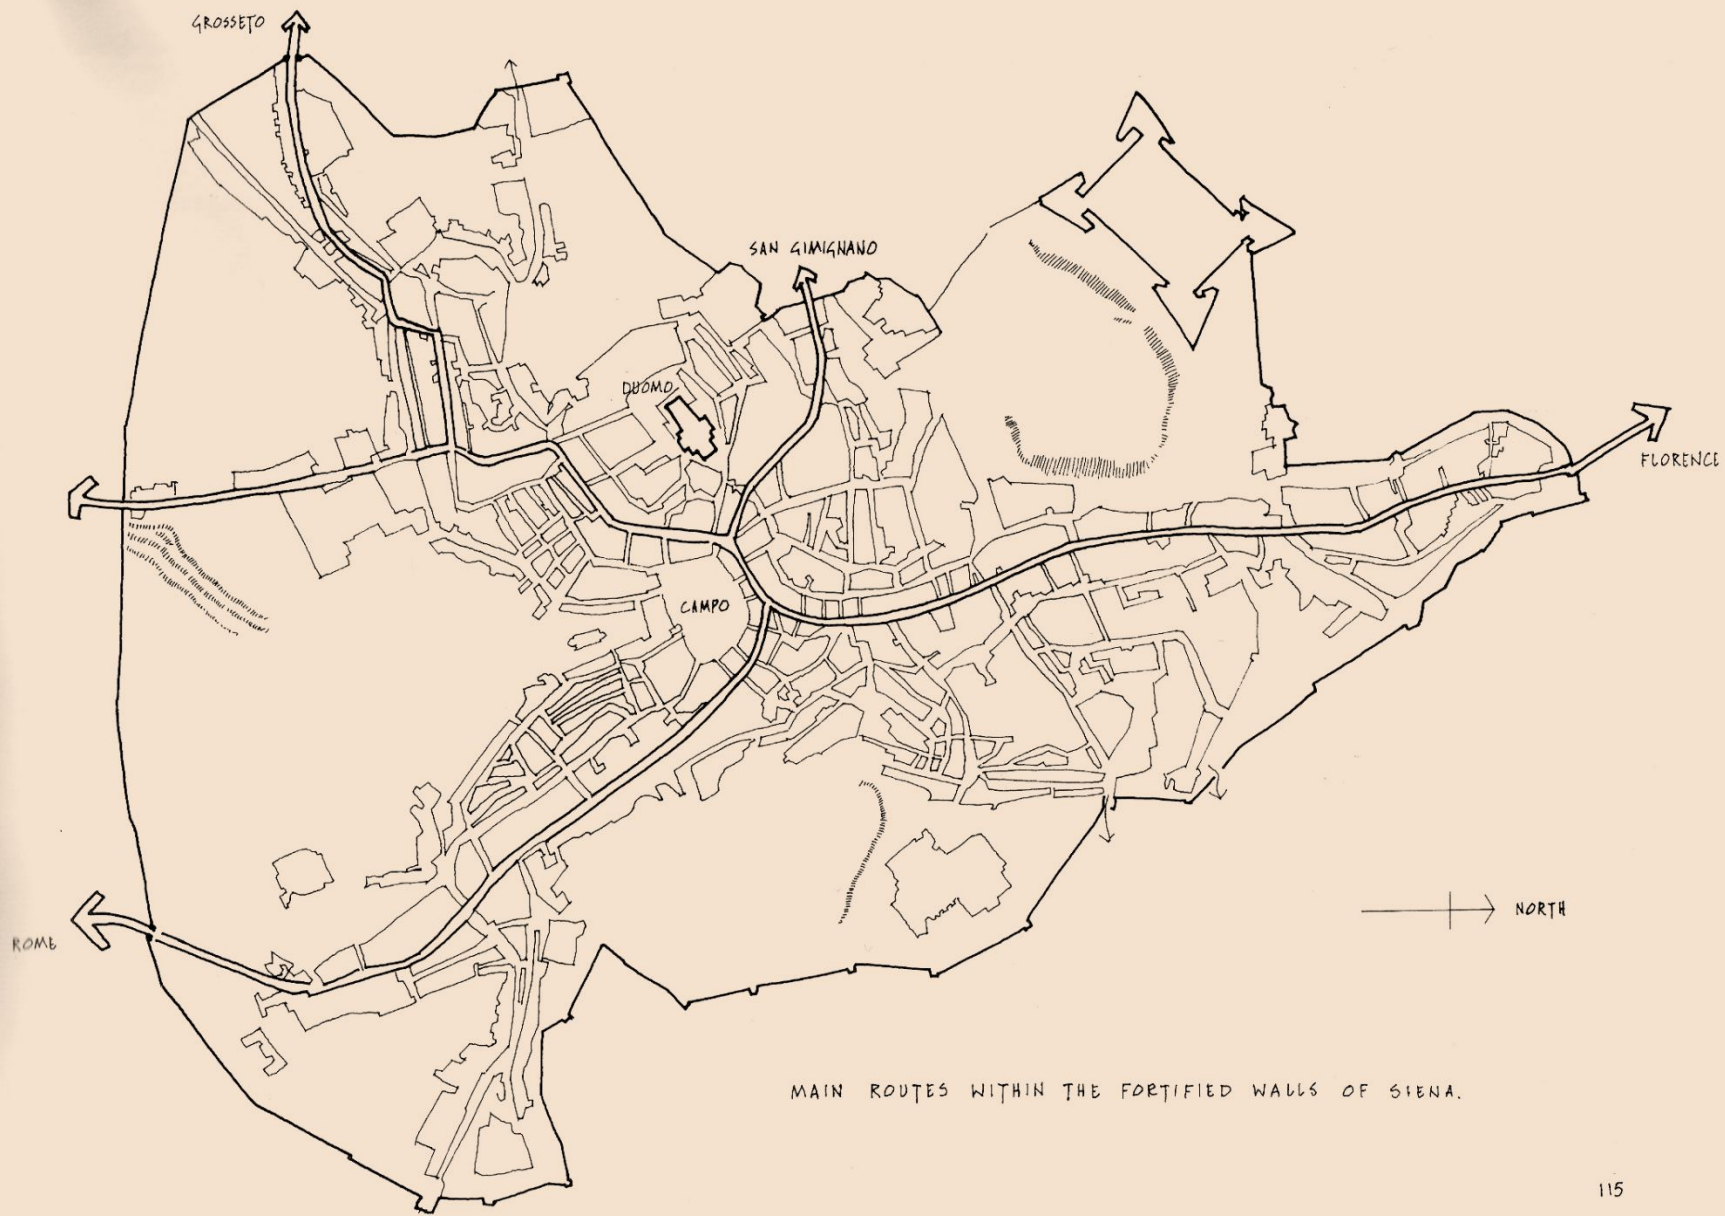 GROSSETO
SAN GIMIGNANO
DUOMO
FLORENCE
CAMPO
NORTH
ROME
MAIN ROUTES WITHIN THE FORTIFIED WALLS OF SIENA.
115